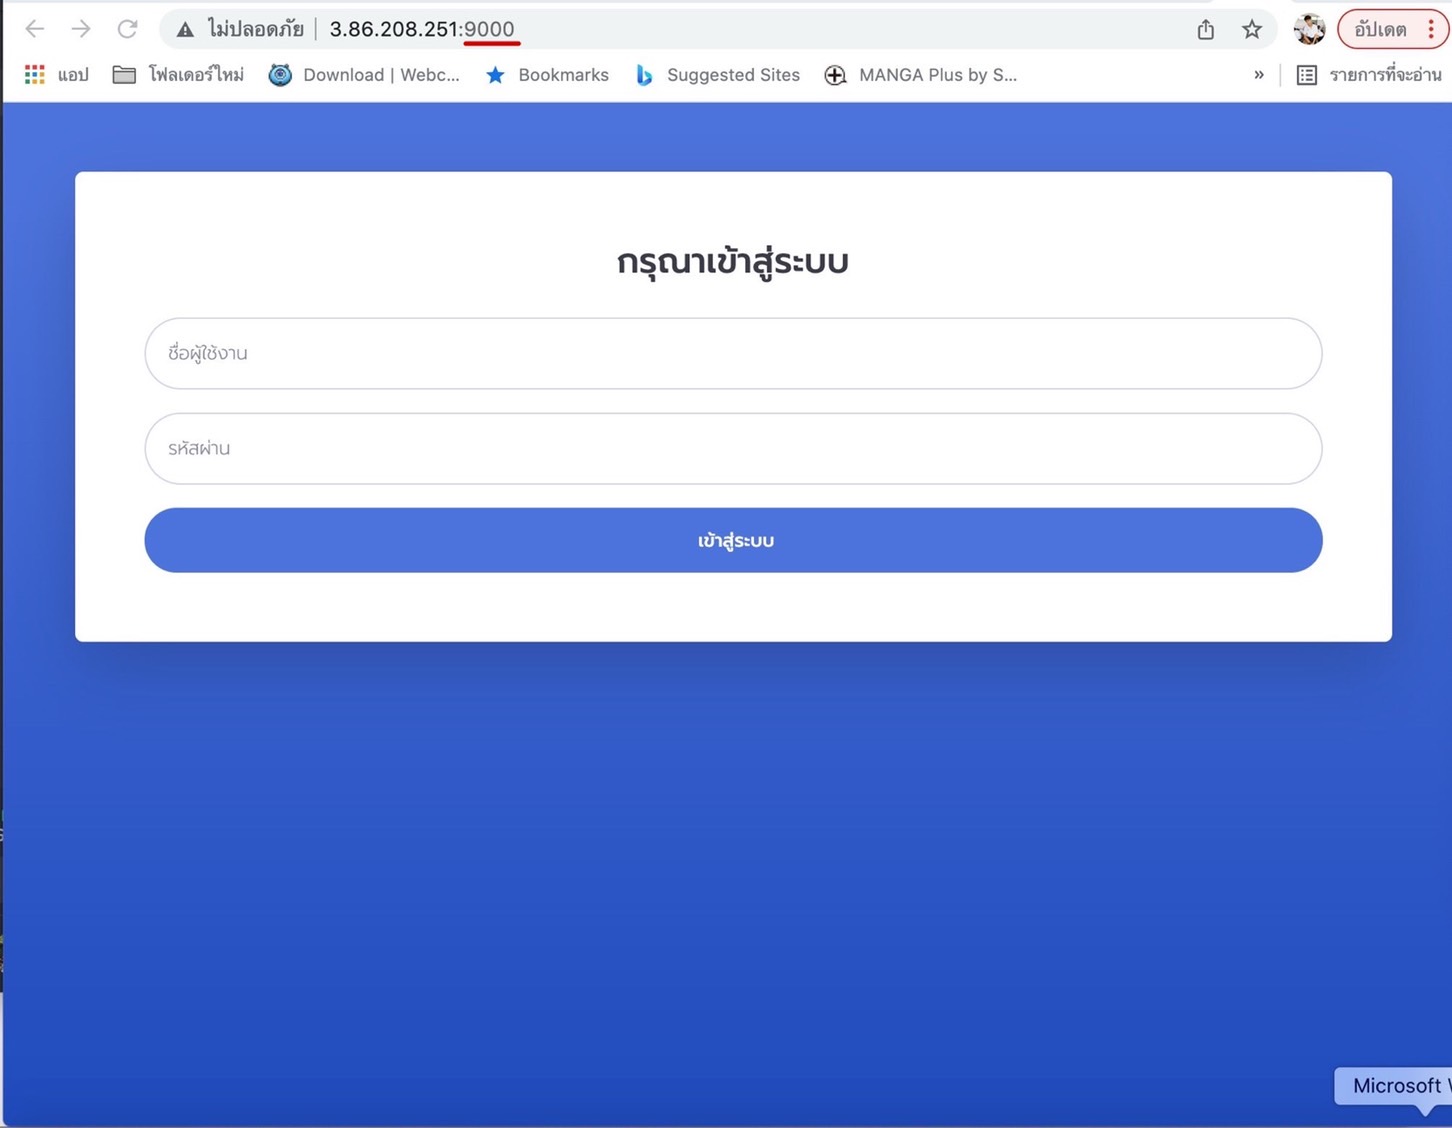 ไม่ปลอดภัย 3.86.208.251:9000 อัปเดต
แอป โฟลเดอร์ใหม่ Download | Webc... Bookmarks Suggested Sites MANGA Plus by S... » รายการที่จะอ่าน
กรุณาเข้าสู่ระบบ
ชื่อผู้ใช้งาน
รหัสผ่าน
เข้าสู่ระบบ
Microsoft